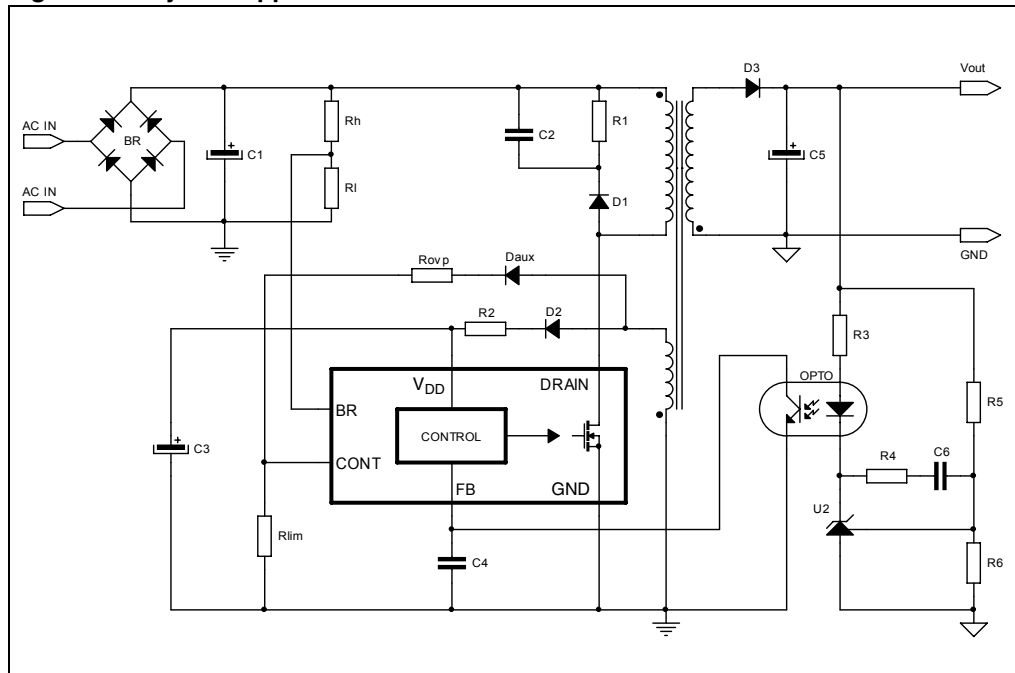 D3
Vout
AC IN
BR
C1
Rh
Rl
C2
R1
D1
C5
AC IN
GND
Rovp
Daux
R2
D2
R3
OPTO
R5
VDD
DRAIN
BR
CONTROL
CONT
FB
GND
C3
R4
C6
U2
Rlim
C4
R6